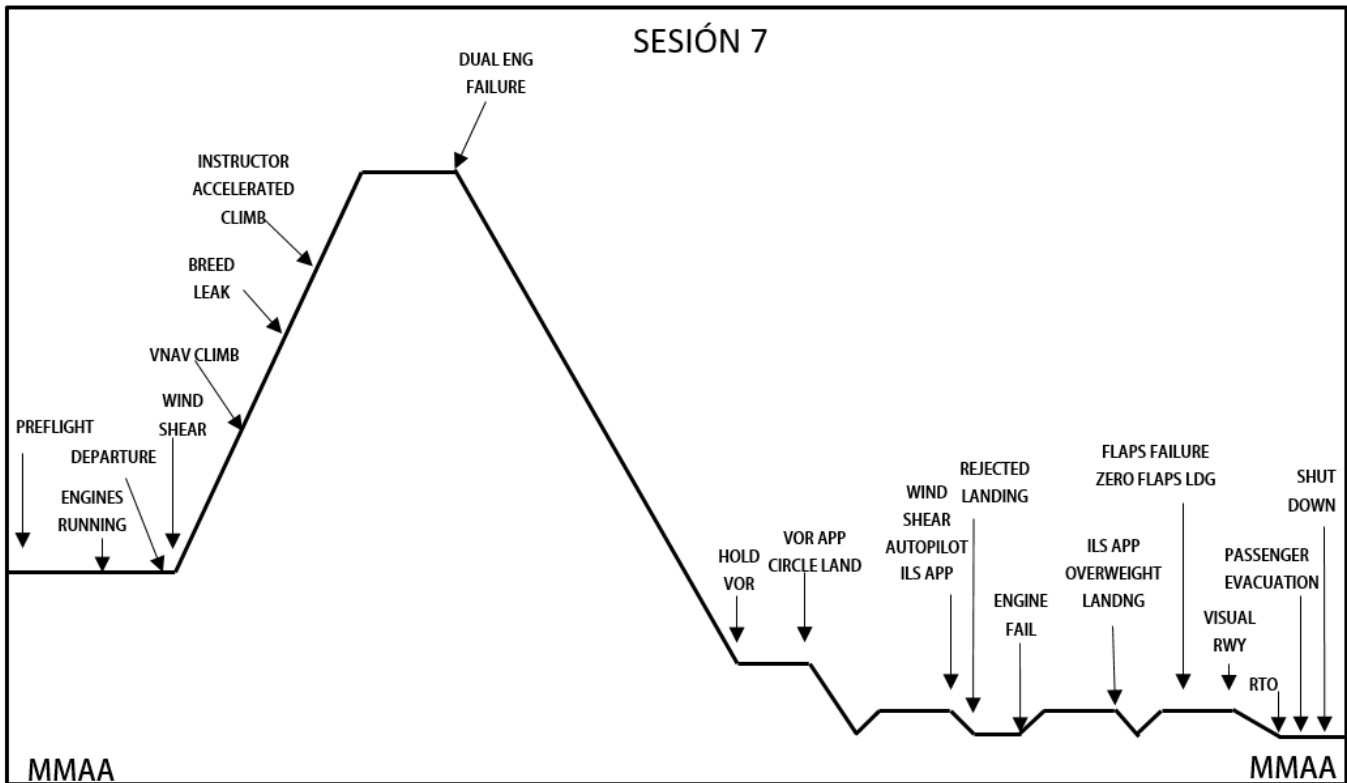 SESIÓN 7
DUAL ENG
FAILURE
INSTRUCTOR
ACCELERATED
CLIMB
BREED
LEAK
VNAV CLIMB
WIND
SHEAR
PREFLIGHT
DEPARTURE
ENGINES
RUNNING
HOLD
VOR
VOR APP
CIRCLE LAND
WIND
SHEAR
AUTOPILOT
ILS APP
REJECTED
LANDING
ENGINE
FAIL
ILS APP
OVERWEIGHT
LANDNG
FLAPS FAILURE
ZERO FLAPS LDG
VISUAL
RWY
RTO
PASSENGER
EVACUATION
SHUT
DOWN
MMAA
MMAA